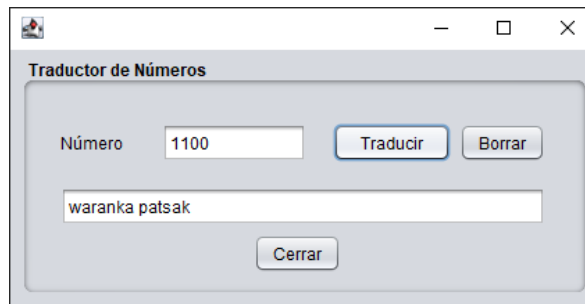 Traductor de Números
Número 1100 Traducir Borrar
waranka patsak
Cerrar